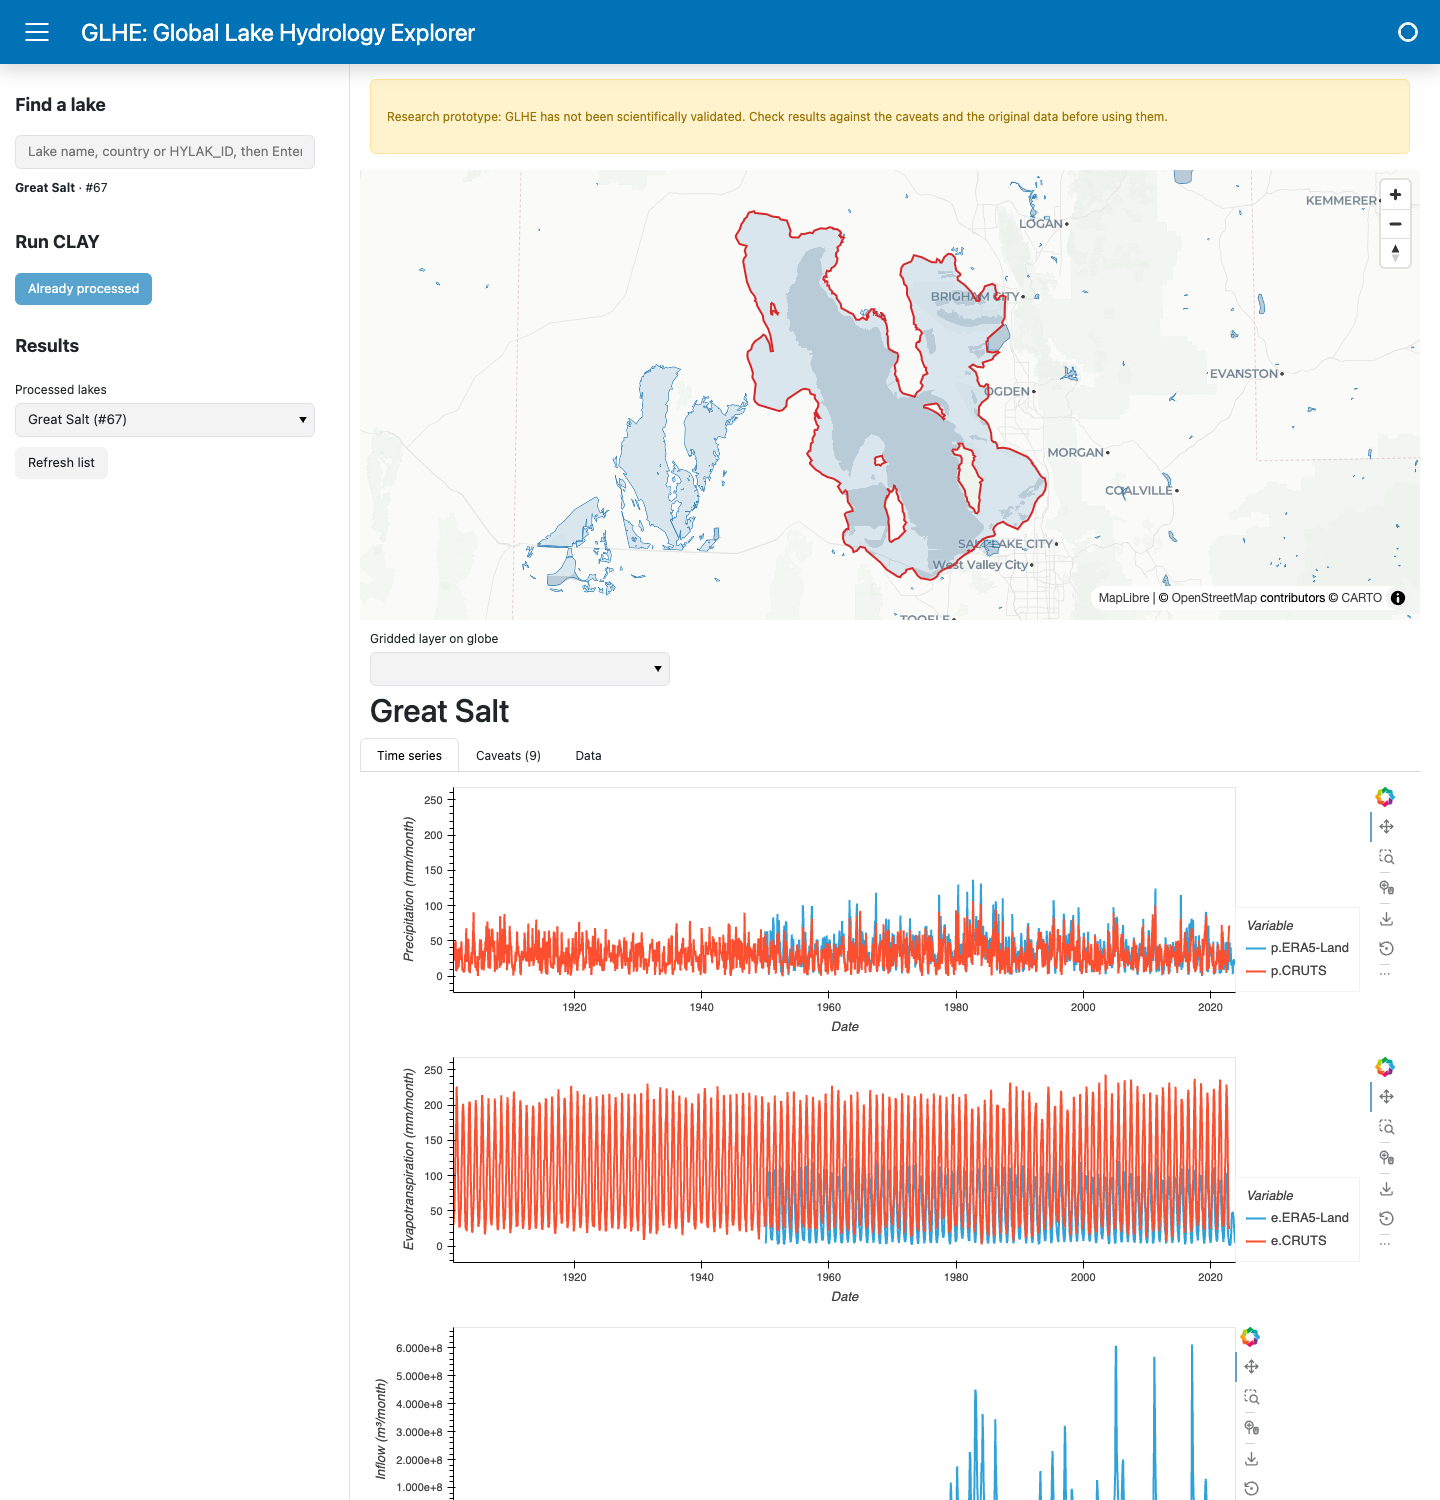 GLHE: Global Lake Hydrology Explorer
Find a lake
Lake name, country or HYLAK_ID, then Enter
Great Salt · #67
Run CLAY
Already processed
Results
Processed lakes
Great Salt (#67)
Refresh list
Research prototype: GLHE has not been scientifically validated. Check results against the caveats and the original data before using them.
KEMMERER
LOGAN
BRIGHAM CITY
EVANSTON
OGDEN
MORGAN
COALVILLE
SALT LAKE CITY
West Valley City
TOOELE
MapLibre | © OpenStreetMap contributors © CARTO
Gridded layer on globe
Great Salt
Time series
Caveats (9)
Data
Precipitation (mm/month)
250
200
150
100
50
0
1920
1940
1960
1980
2000
2020
Date
Variable
p.ERA5-Land
p.CRUTS
Evapotranspiration (mm/month)
250
200
150
100
50
0
1920
1940
1960
1980
2000
2020
Date
Variable
e.ERA5-Land
e.CRUTS
Inflow (m³/month)
6.000e+8
5.000e+8
4.000e+8
3.000e+8
2.000e+8
1.000e+8